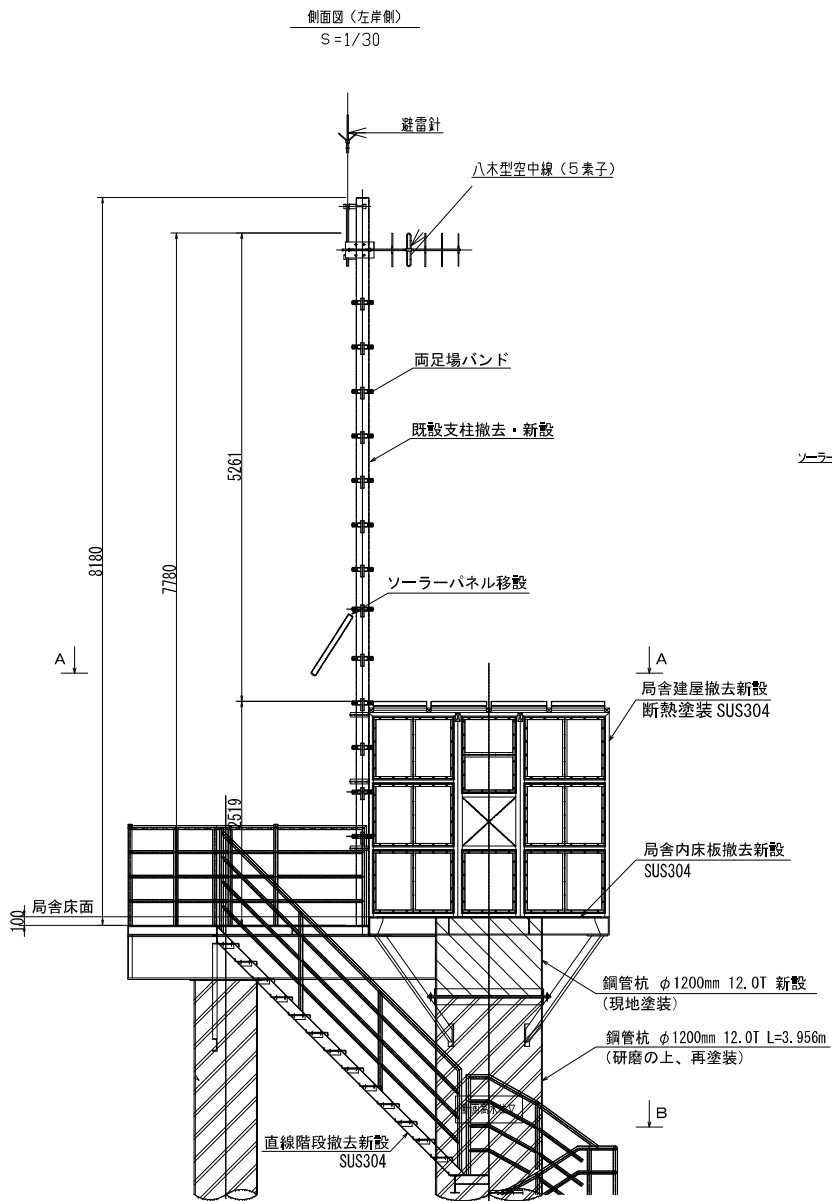 側面図（左岸側）
S=1/30
避雷針
八木型空中線（5素子）
両足場バンド
既設支柱撤去・新設
5261
8180
7780
ソーラー
ソーラーパネル移設
A
A
局舎建屋撤去新設
断熱塗装 SUS304
2519
局舎内床板撤去新設
SUS304
局舎床面
100
鋼管杭 φ1200mm 12.0T 新設
（現地塗装）
鋼管杭 φ1200mm 12.0T L=3.956m
（研磨の上、再塗装）
B
直線階段撤去新設
SUS304